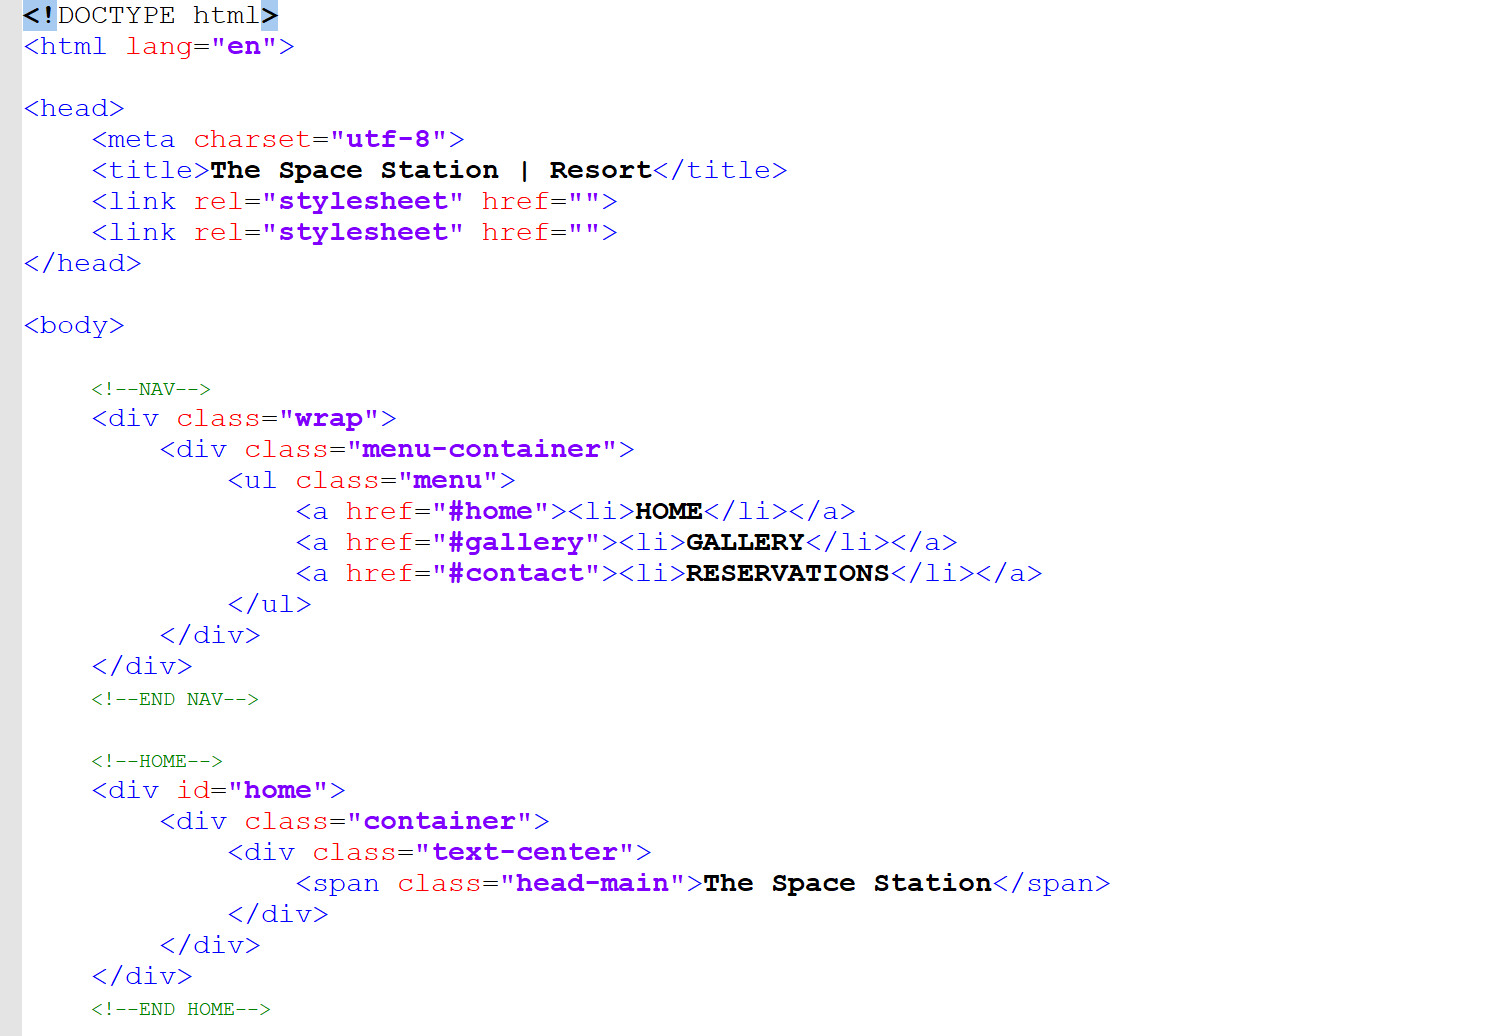 <!DOCTYPE html>
<html lang="en">
<head>
    <meta charset="utf-8">
    <title>The Space Station | Resort</title>
    <link rel="stylesheet" href="">
    <link rel="stylesheet" href="">
</head>
<body>
    <!--NAV-->
    <div class="wrap">
        <div class="menu-container">
            <ul class="menu">
                <a href="#home"><li>HOME</li></a>
                <a href="#gallery"><li>GALLERY</li></a>
                <a href="#contact"><li>RESERVATIONS</li></a>
            </ul>
        </div>
    </div>
    <!--END NAV-->
    <!--HOME-->
    <div id="home">
        <div class="container">
            <div class="text-center">
                <span class="head-main">The Space Station</span>
            </div>
        </div>
    </div>
    <!--END HOME-->